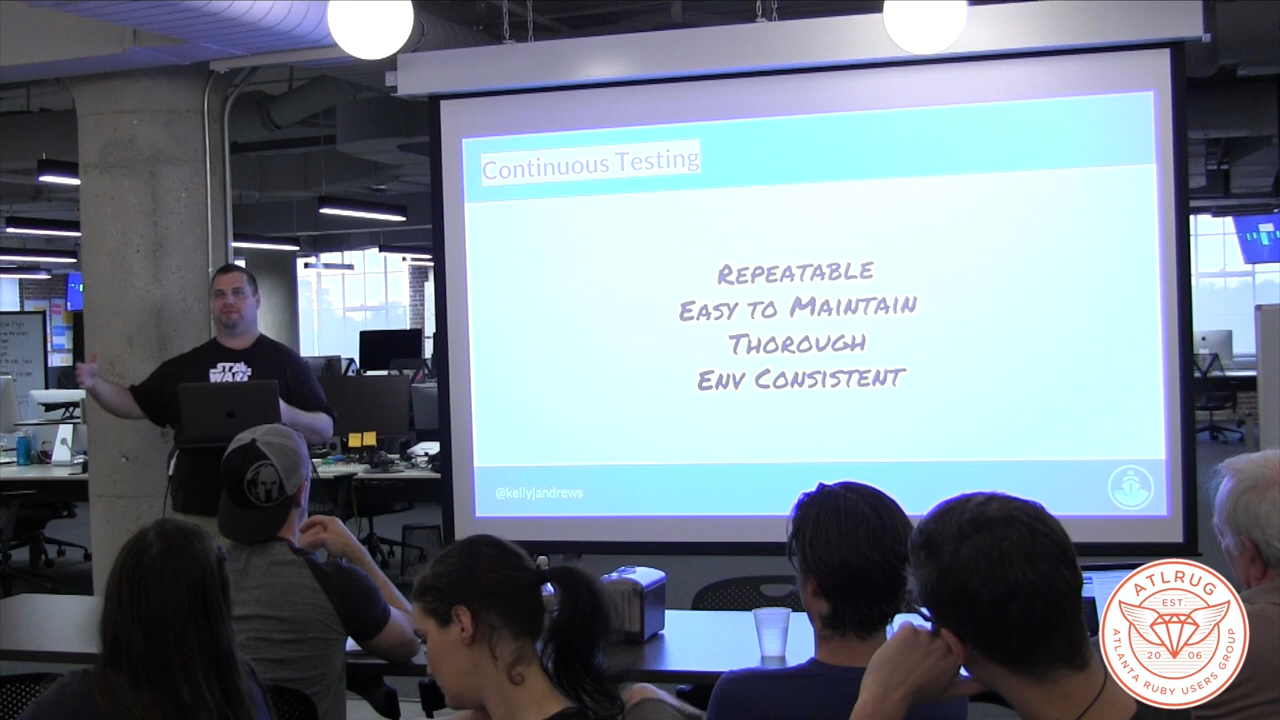 Continuous Testing
Repeatable
Easy to Maintain
Thorough
Env Consistent
@kellyjandrews
STAR
WARS
ATLRUG
EST.
20 06
ATLANTA RUBY USERS GROUP